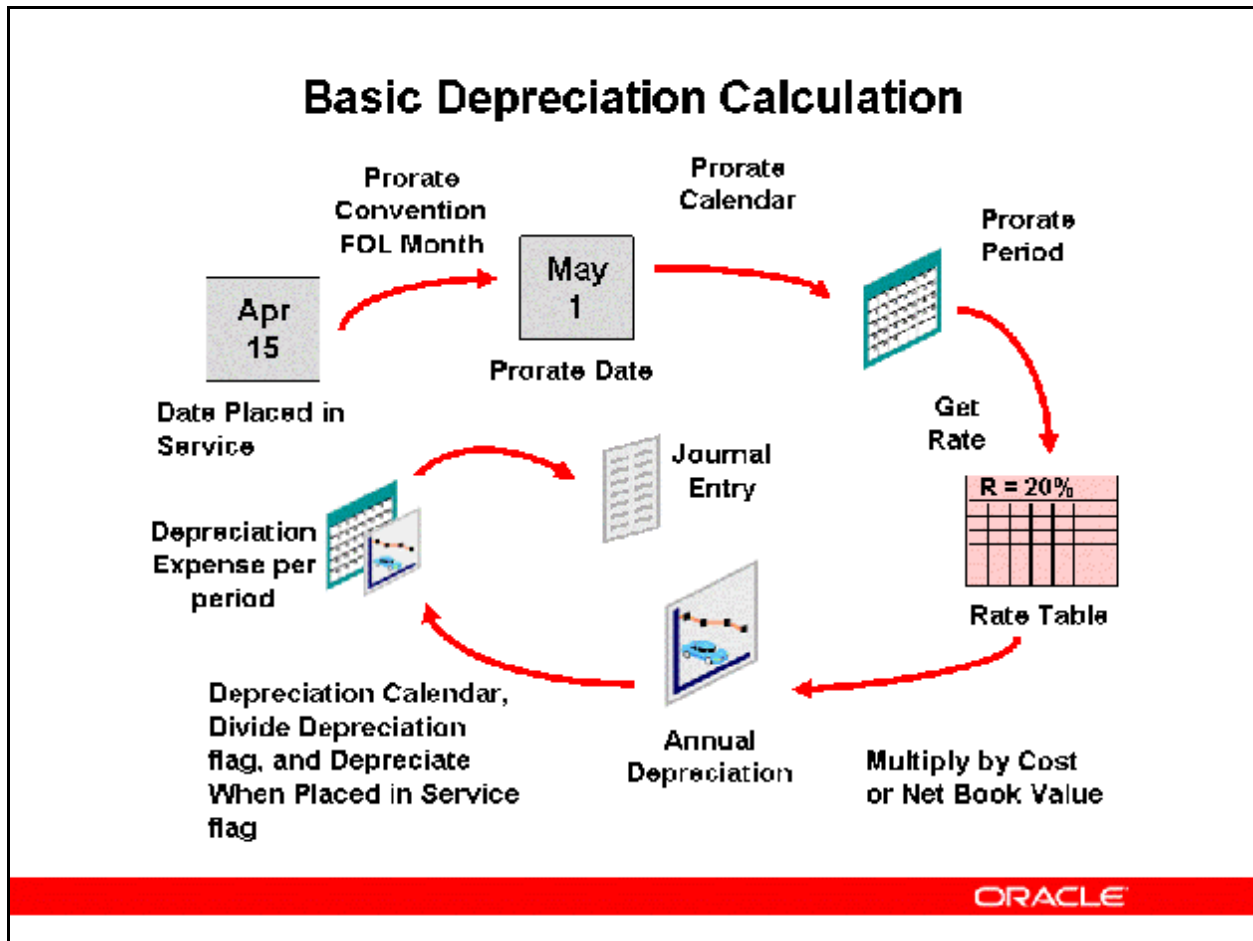 Basic Depreciation Calculation
Prorate
Convention
FOL Month
Prorate
Calendar
Prorate
Period
Apr
15
May
1
Date Placed in
Service
Prorate Date
Get
Rate
R = 20%
Rate Table
Journal
Entry
Depreciation
Expense per
period
Depreciation Calendar,
Divide Depreciation
flag, and Depreciate
When Placed in Service
flag
Annual
Depreciation
Multiply by Cost
or Net Book Value
ORACLE